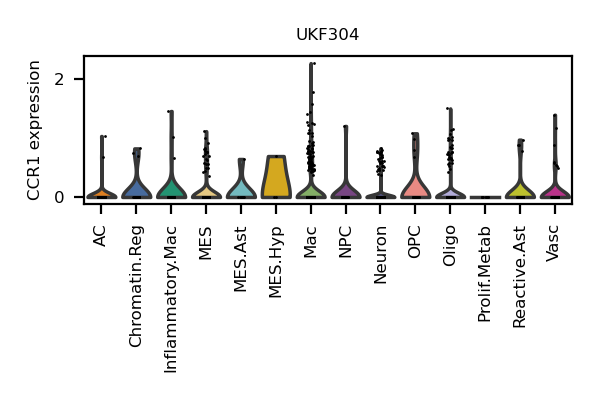 UKF304
CCR1 expression
2
0
AC
Chromatin.Reg
Inflammatory.Mac
MES
MES.Ast
MES.Hyp
Mac
NPC
Neuron
OPC
Oligo
Prolif.Metab
Reactive.Ast
Vasc